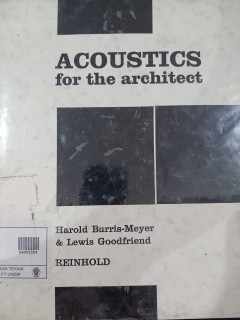 ACOUSTICS
for the architect
Harold Burris-Meyer
& Lewis Goodfriend
REINHOLD